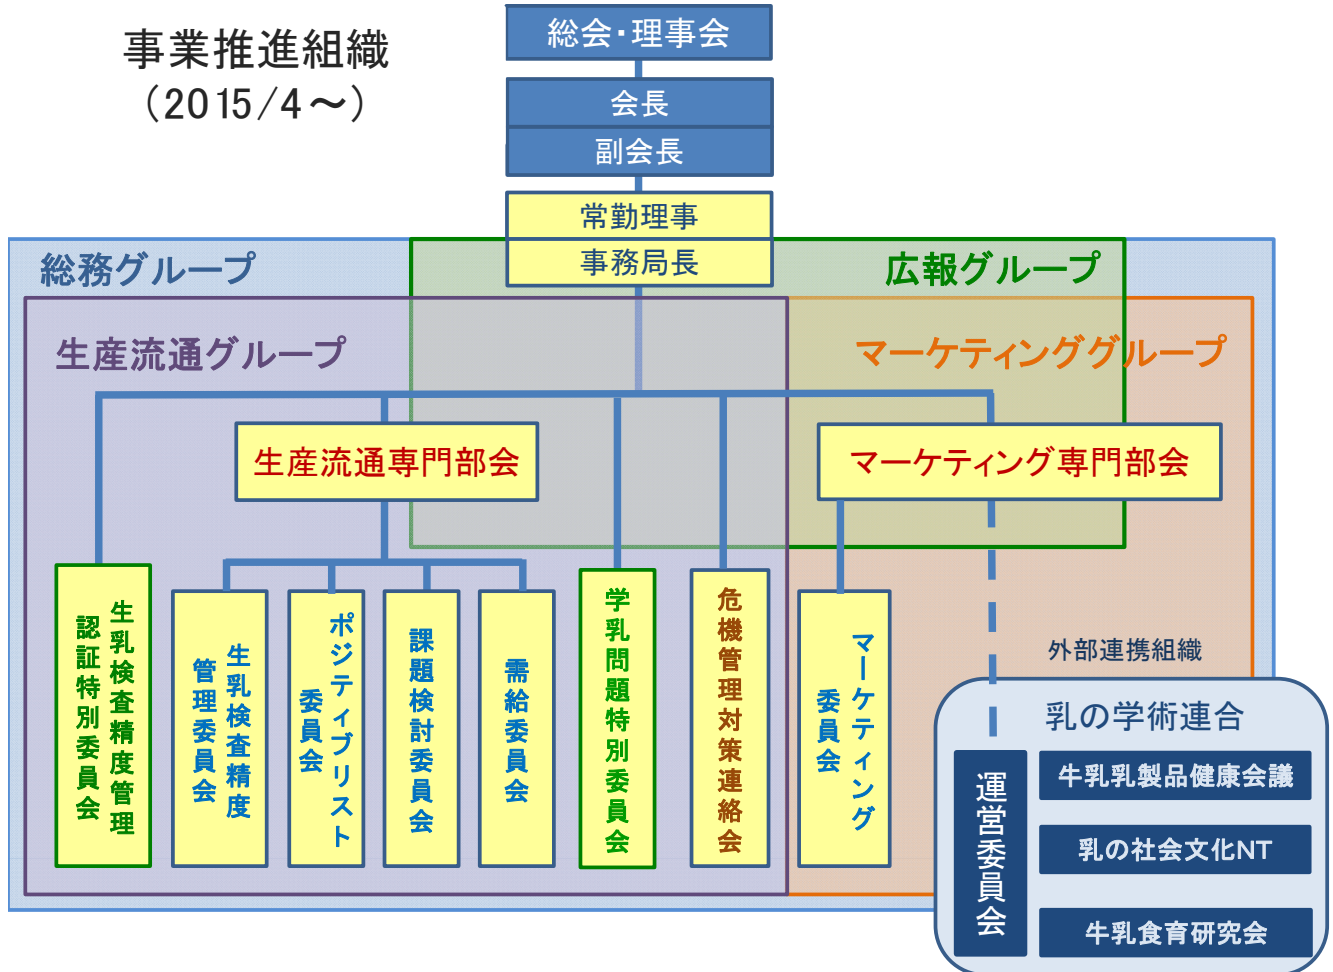 事業推進組織
（2015/4～）
総会・理事会
会長
副会長
常勤理事
事務局長
総務グループ
広報グループ
生産流通グループ
マーケティンググループ
生産流通専門部会
マーケティング専門部会
生乳検査精度管理
認証特別委員会
生乳検査精度
管理委員会
ポジティブリスト
委員会
課題検討委員会
需給委員会
学乳問題特別委員会
危機管理対策連絡会
マーケティング
委員会
外部連携組織
乳の学術連合
運営委員会
牛乳乳製品健康会議
乳の社会文化NT
牛乳食育研究会